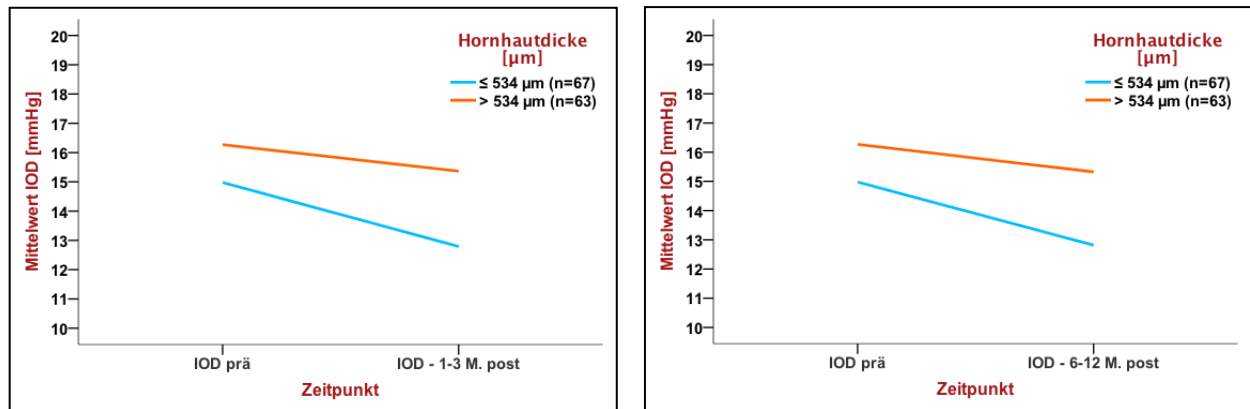 Hornhautdicke
[µm]
≤ 534 µm (n=67)
> 534 µm (n=63)
Mittelwert IOD [mmHg]
20
19
18
17
16
15
14
13
12
11
10
IOD prä
IOD - 1-3 M. post
Zeitpunkt
Hornhautdicke
[µm]
≤ 534 µm (n=67)
> 534 µm (n=63)
Mittelwert IOD [mmHg]
20
19
18
17
16
15
14
13
12
11
10
IOD prä
IOD - 6-12 M. post
Zeitpunkt